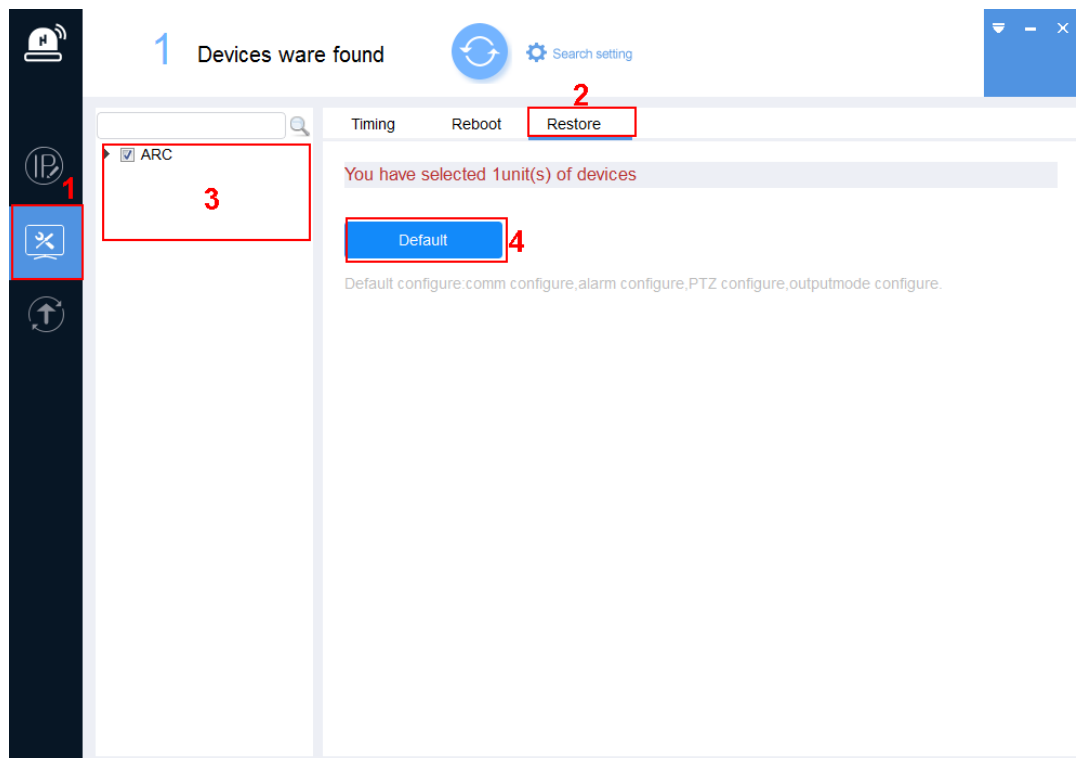 1 Devices ware found
Search setting
2
Timing Reboot Restore
ARC
You have selected 1unit(s) of devices
IP
1
3
Default
4
Default configure:comm configure,alarm configure,PTZ configure,outputmode configure.